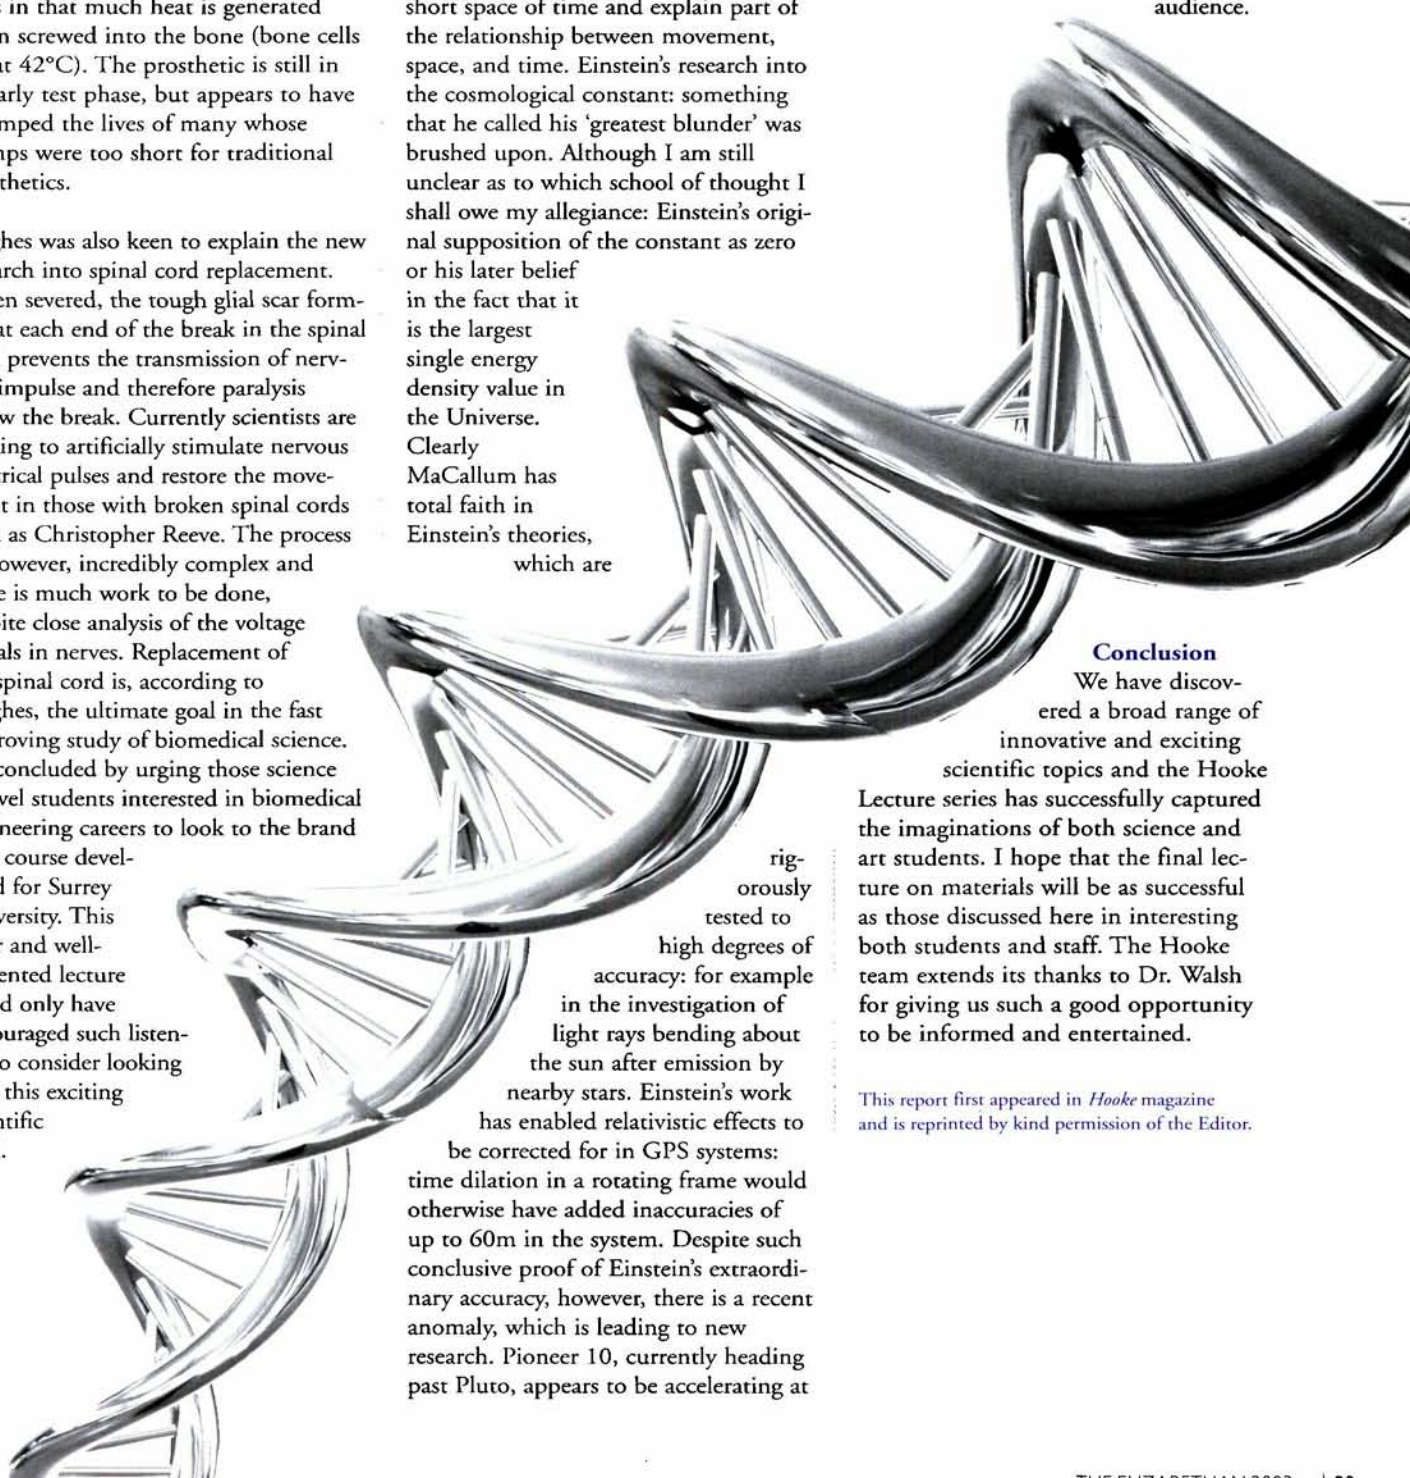 in that much heat is generated
n screwed into the bone (bone cells
at 42°C). The prosthetic is still in
arly test phase, but appears to have
mped the lives of many whose
mps were too short for traditional
thetics.
hes was also keen to explain the new
arch into spinal cord replacement.
en severed, the tough glial scar form-
at each end of the break in the spinal
prevents the transmission of nerv-
impulse and therefore paralysis
w the break. Currently scientists are
ing to artificially stimulate nervous
rical pulses and restore the move-
t in those with broken spinal cords
as Christopher Reeve. The process
owever, incredibly complex and
e is much work to be done,
ite close analysis of the voltage
als in nerves. Replacement of
spinal cord is, according to
hes, the ultimate goal in the fast
roving study of biomedical science.
concluded by urging those science
vel students interested in biomedical
neering careers to look to the brand
course devel-
d for Surrey
versity. This
r and well-
ented lecture
d only have
ouraged such listen-
o consider looking
this exciting
ntific
.
short space of time and explain part of
the relationship between movement,
space, and time. Einstein's research into
the cosmological constant: something
that he called his 'greatest blunder' was
brushed upon. Although I am still
unclear as to which school of thought I
shall owe my allegiance: Einstein's origi-
nal supposition of the constant as zero
or his later belief
in the fact that it
is the largest
single energy
density value in
the Universe.
Clearly
MaCallum has
total faith in
Einstein's theories,
which are
rig-
orously
tested to
high degrees of
accuracy: for example
in the investigation of
light rays bending about
the sun after emission by
nearby stars. Einstein's work
has enabled relativistic effects to
be corrected for in GPS systems:
time dilation in a rotating frame would
otherwise have added inaccuracies of
up to 60m in the system. Despite such
conclusive proof of Einstein's extraordi-
nary accuracy, however, there is a recent
anomaly, which is leading to new
research. Pioneer 10, currently heading
past Pluto, appears to be accelerating at
audience.
Conclusion
We have discov-
ered a broad range of
innovative and exciting
scientific topics and the Hooke
Lecture series has successfully captured
the imaginations of both science and
art students. I hope that the final lec-
ture on materials will be as successful
as those discussed here in interesting
both students and staff. The Hooke
team extends its thanks to Dr. Walsh
for giving us such a good opportunity
to be informed and entertained.
This report first appeared in Hooke magazine
and is reprinted by kind permission of the Editor.